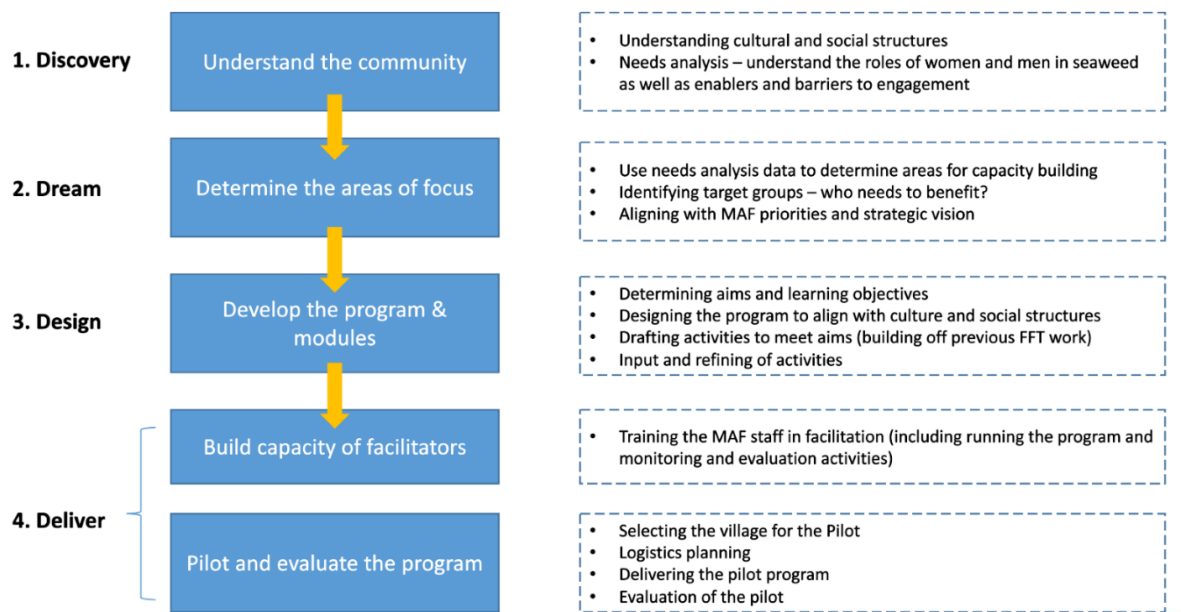 1. Discovery
Understand the community
• Understanding cultural and social structures
• Needs analysis – understand the roles of women and men in seaweed
as well as enablers and barriers to engagement
2. Dream
Determine the areas of focus
• Use needs analysis data to determine areas for capacity building
• Identifying target groups – who needs to benefit?
• Aligning with MAF priorities and strategic vision
3. Design
Develop the program &
modules
• Determining aims and learning objectives
• Designing the program to align with culture and social structures
• Drafting activities to meet aims (building off previous FFT work)
• Input and refining of activities
4. Deliver
Build capacity of facilitators
• Training the MAF staff in facilitation (including running the program and
monitoring and evaluation activities)
Pilot and evaluate the program
• Selecting the village for the Pilot
• Logistics planning
• Delivering the pilot program
• Evaluation of the pilot